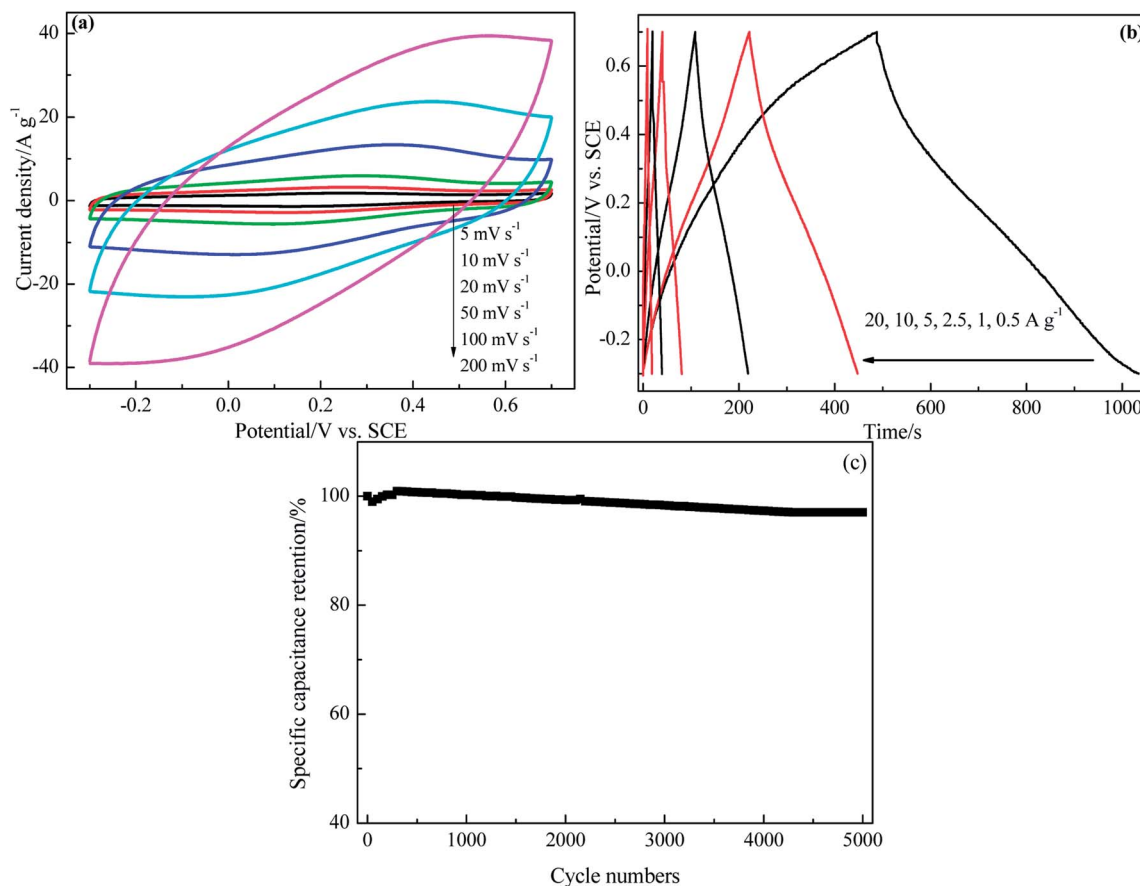 (a)
Current density/A g⁻¹
40
20
0
-20
-40
5 mV s⁻¹
10 mV s⁻¹
20 mV s⁻¹
50 mV s⁻¹
100 mV s⁻¹
200 mV s⁻¹
-0.2 0.0 0.2 0.4 0.6
Potential/V vs. SCE
(b)
Potential/V vs. SCE
0.6
0.3
0.0
-0.2
20, 10, 5, 2.5, 1, 0.5 A g⁻¹
0 200 400 600 800 1000
Time/s
(c)
Specific capacitance retention/%
100
80
60
40
0 1000 2000 3000 4000 5000
Cycle numbers